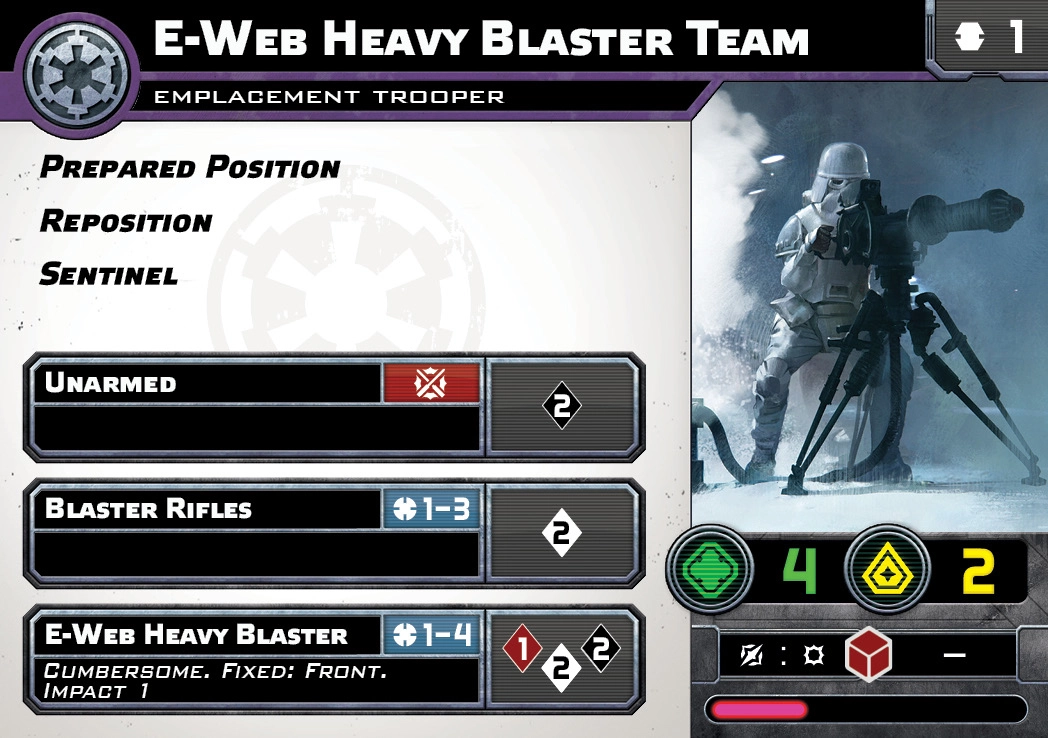 E-Web Heavy Blaster Team
1
Emplacement Trooper
Prepared Position
Reposition
Sentinel
Unarmed
2
Blaster Rifles 1–3
2
E-Web Heavy Blaster 1–4
1 2 2
Cumbersome. Fixed: Front.
Impact 1
4 2
: –